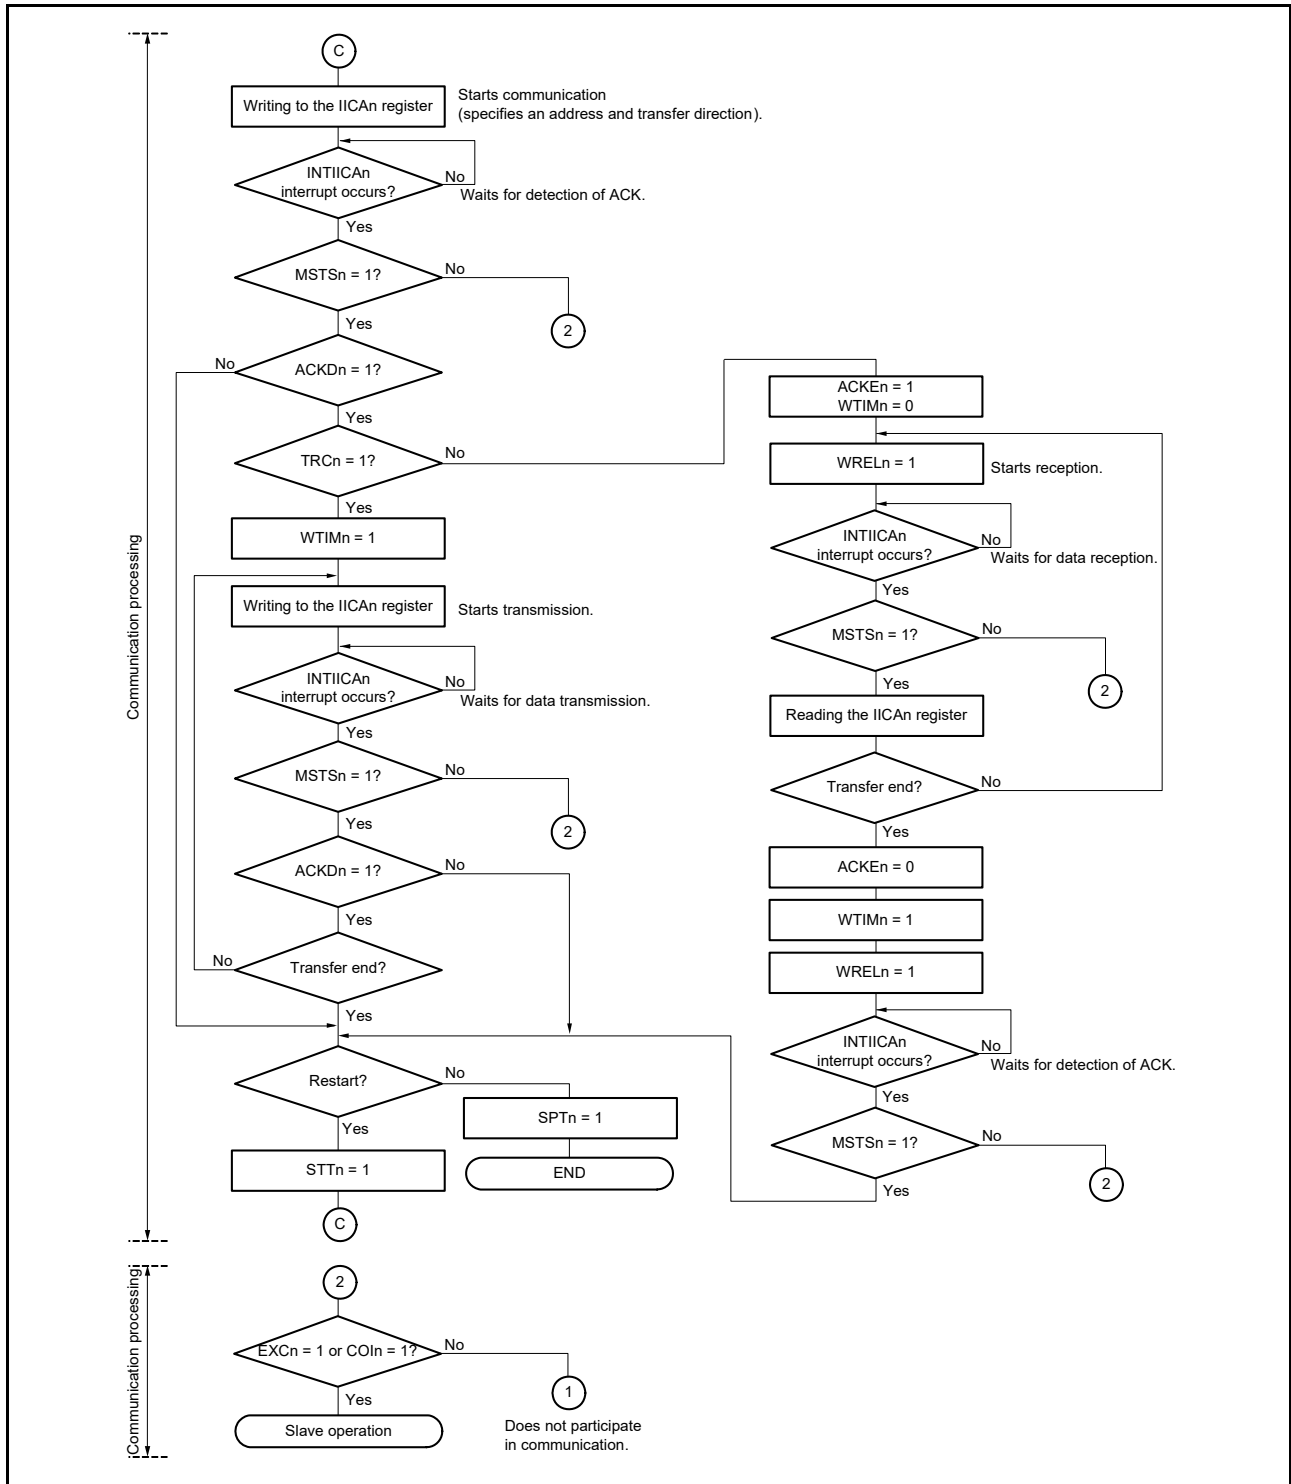 C
Writing to the IICAn register
Starts communication
(specifies an address and transfer direction).
INTIICAn
interrupt occurs?
No
Waits for detection of ACK.
Yes
MSTSn = 1?
No
2
Yes
ACKDn = 1?
No
Yes
TRCn = 1?
No
Yes
WTIMn = 1
Writing to the IICAn register
Starts transmission.
INTIICAn
interrupt occurs?
No
Waits for data transmission.
Yes
MSTSn = 1?
No
2
Yes
ACKDn = 1?
No
Yes
Transfer end?
No
Yes
Restart?
No
SPTn = 1
END
Yes
STTn = 1
C
ACKEn = 1
WTIMn = 0
WRELn = 1
Starts reception.
INTIICAn
interrupt occurs?
No
Waits for data reception.
Yes
MSTSn = 1?
No
2
Yes
Reading the IICAn register
Transfer end?
No
Yes
ACKEn = 0
WTIMn = 1
WRELn = 1
INTIICAn
interrupt occurs?
No
Waits for detection of ACK.
Yes
MSTSn = 1?
No
2
Yes
Communication processing
2
EXCn = 1 or COIn = 1?
No
1
Does not participate
in communication.
Yes
Slave operation
Communication processing